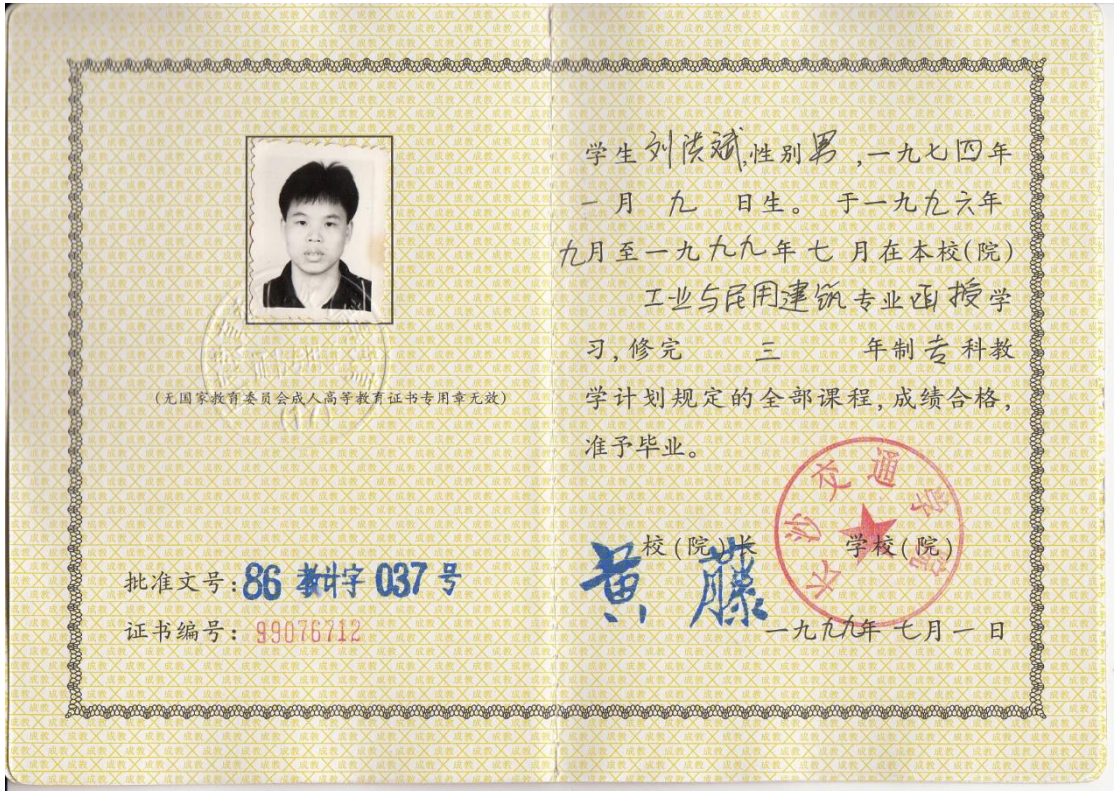 (无国家教育委员会成人高等教育证书专用章无效)
批准文号:86 教计字 037 号
证书编号: 99076712
学生刘洪斌,性别男,一九七四年
一月 九 日生。 于一九九六年
九月至一九九九年七 月在本校(院)
工业与民用建筑专业函授学
习,修完 三 年制专科教
学计划规定的全部课程,成绩合格,
准予毕业。
长沙交通学院
校(院)长 学校(院)
黄藤
一九九九年 七月一日